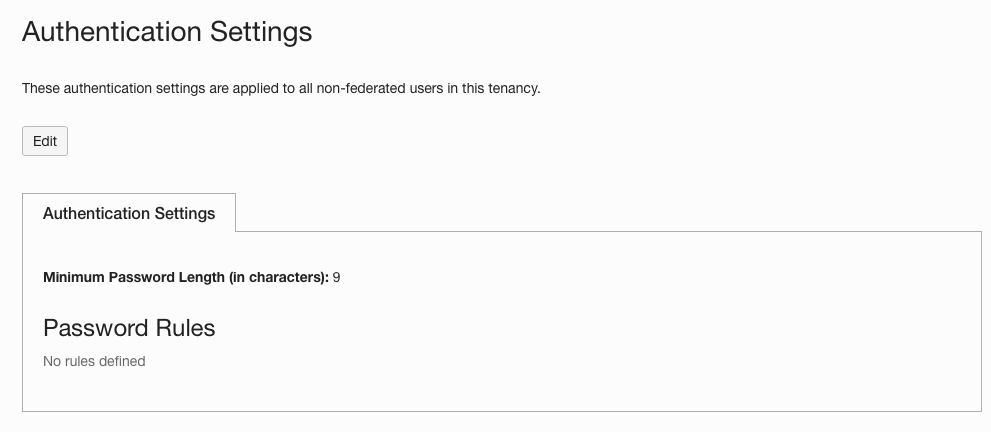 Authentication Settings
These authentication settings are applied to all non-federated users in this tenancy.
Edit
Authentication Settings
Minimum Password Length (in characters): 9
Password Rules
No rules defined